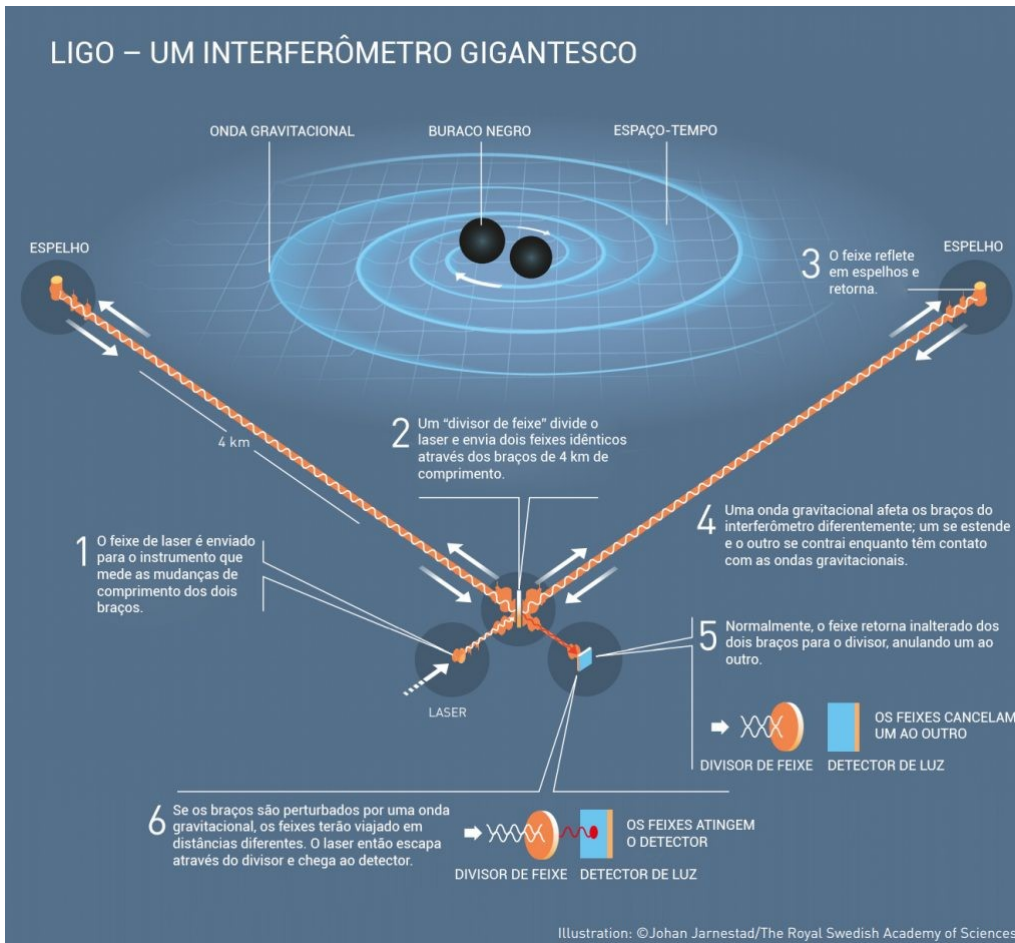 LIGO – UM INTERFERÔMETRO GIGANTESCO
ONDA GRAVITACIONAL
BURACO NEGRO
ESPAÇO-TEMPO
ESPELHO
ESPELHO
3 O feixe reflete
em espelhos e
retorna.
4 km
2 Um “divisor de feixe” divide o
laser e envia dois feixes idênticos
através dos braços de 4 km de
comprimento.
1 O feixe de laser é enviado
para o instrumento que
mede as mudanças de
comprimento dos dois
braços.
4 Uma onda gravitacional afeta os braços do
interferômetro diferentemente; um se estende
e o outro se contrai enquanto têm contato
com as ondas gravitacionais.
LASER
5 Normalmente, o feixe retorna inalterado dos
dois braços para o divisor, anulando um ao
outro.
OS FEIXES CANCELAM
UM AO OUTRO
DIVISOR DE FEIXE
DETECTOR DE LUZ
6 Se os braços são perturbados por uma onda
gravitacional, os feixes terão viajado em
distâncias diferentes. O laser então escapa
através do divisor e chega ao detector.
OS FEIXES ATINGEM
O DETECTOR
DIVISOR DE FEIXE
DETECTOR DE LUZ
Illustration: ©Johan Jarnestad/The Royal Swedish Academy of Sciences